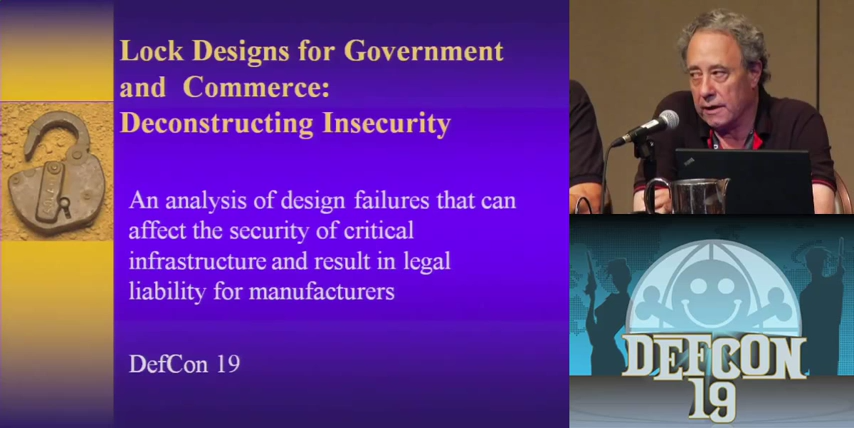 Lock Designs for Government
and Commerce:
Deconstructing Insecurity
An analysis of design failures that can
affect the security of critical
infrastructure and result in legal
liability for manufacturers
DefCon 19
DEFCON
19